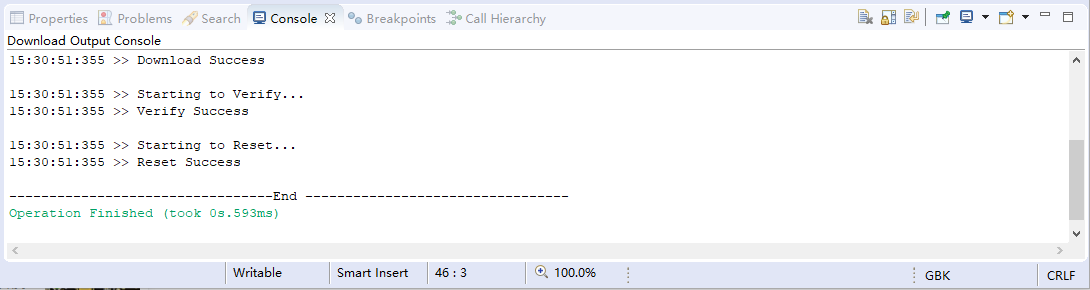 Properties Problems Search Console Breakpoints Call Hierarchy
Download Output Console
15:30:51:355 >> Download Success
15:30:51:355 >> Starting to Verify...
15:30:51:355 >> Verify Success
15:30:51:355 >> Starting to Reset...
15:30:51:355 >> Reset Success
---------------------------------End ---------------------------------
Operation Finished (took 0s.593ms)
Writable Smart Insert 46 : 3 100.0% GBK CRLF